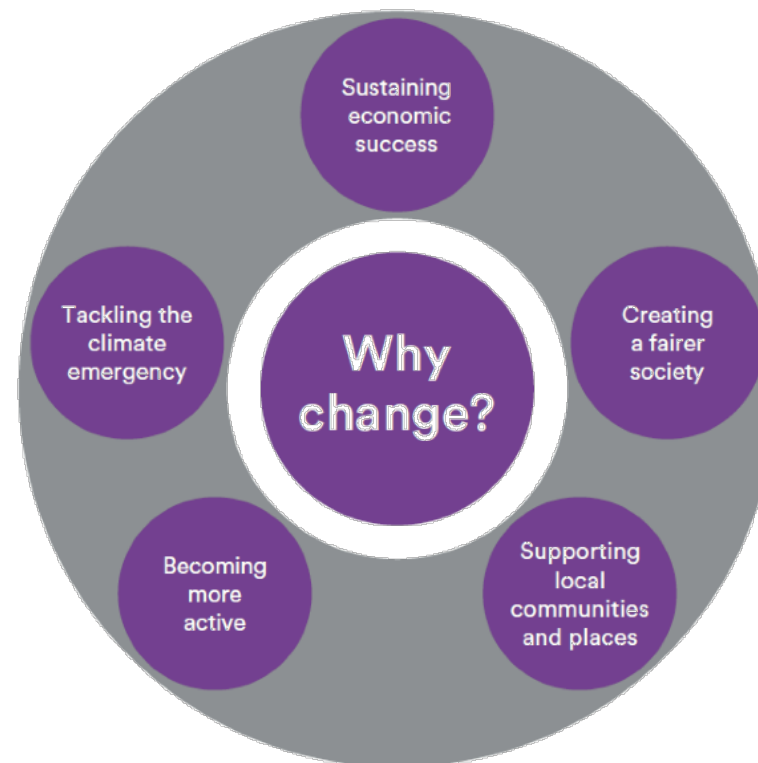 Sustaining
economic
success
Tackling the
climate
emergency
Why
change?
Creating
a fairer
society
Becoming
more
active
Supporting
local
communities
and places